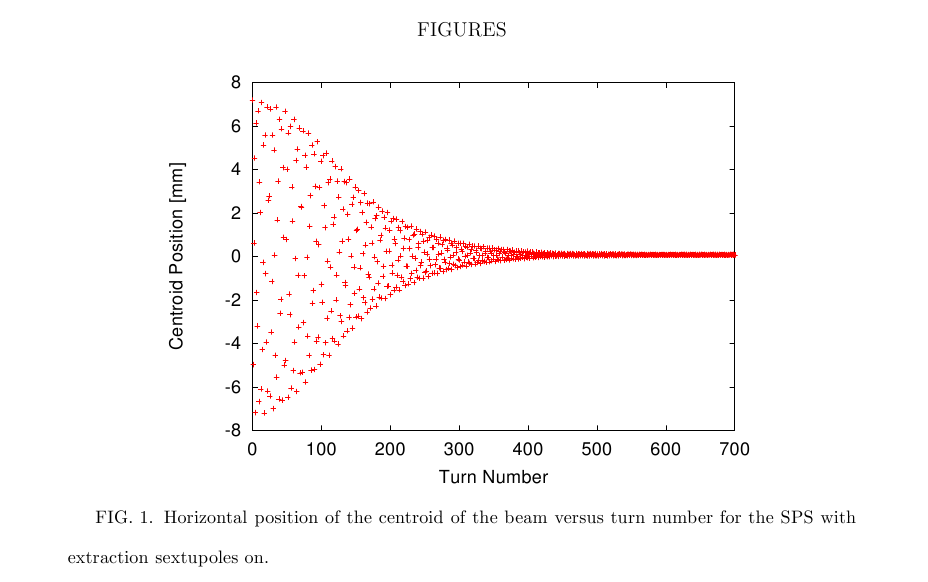 FIGURES
8
6
4
2
0
-2
-4
-6
-8
Centroid Position [mm]
0 100 200 300 400 500 600 700
Turn Number
FIG. 1. Horizontal position of the centroid of the beam versus turn number for the SPS with
extraction sextupoles on.